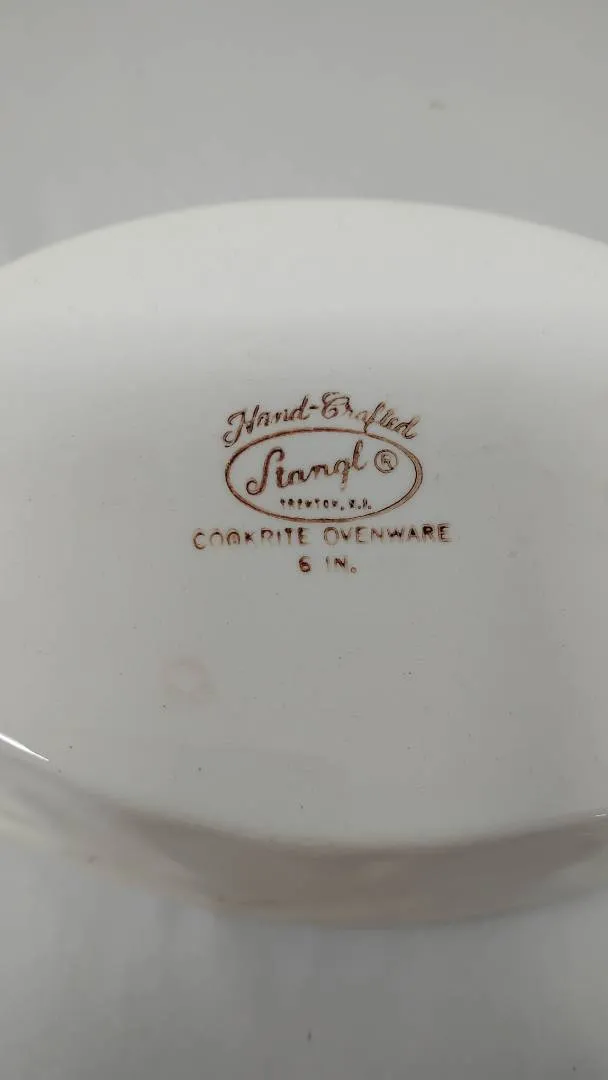 Hand-Crafted
Stangl ®
TRENTON, N.J.
COOKRITE OVENWARE
6 IN.